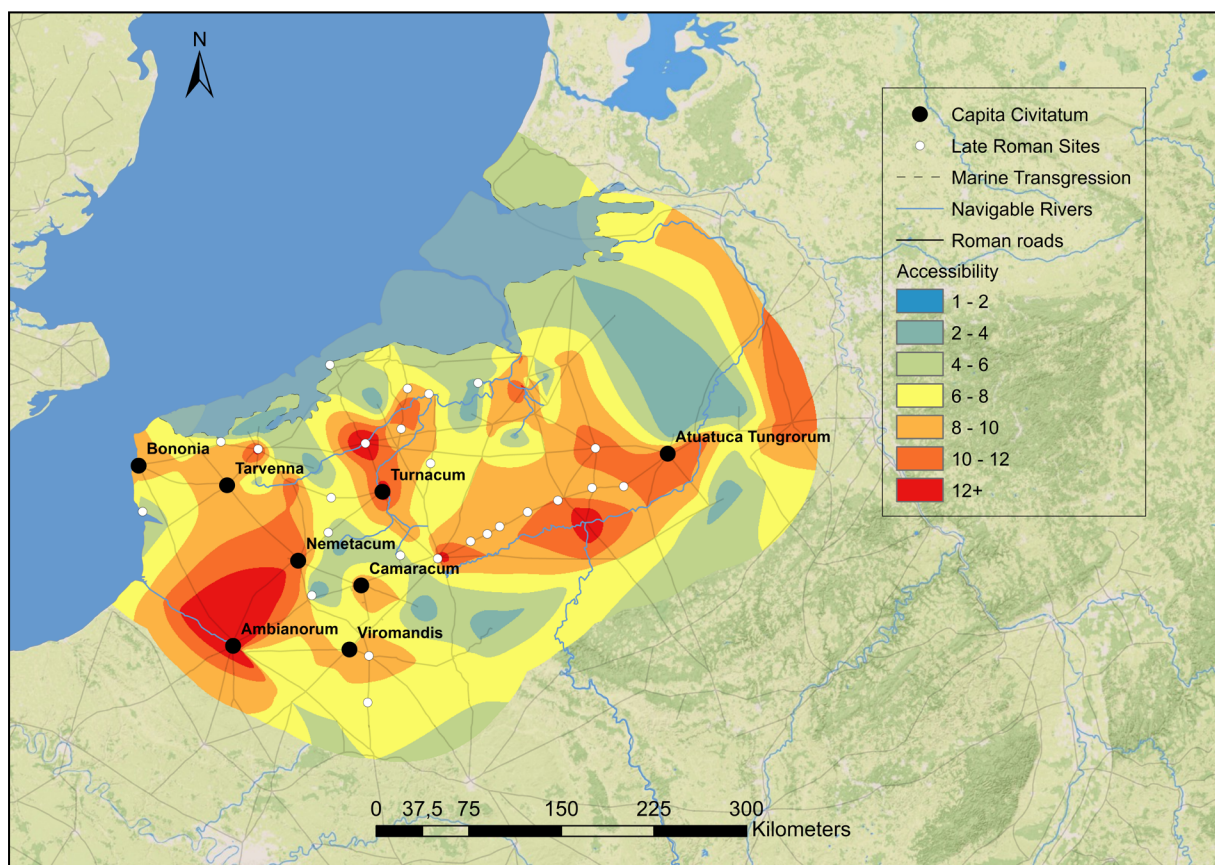 N
Capita Civitatum
Late Roman Sites
Marine Transgression
Navigable Rivers
Roman roads
Accessibility
1 - 2
2 - 4
4 - 6
6 - 8
8 - 10
10 - 12
12+
Bononia
Tarvenna
Turnacum
Atuatuca Tungrorum
Nemetacum
Camaracum
Ambianorum
Viromandis
0 37,5 75 150 225 300
Kilometers